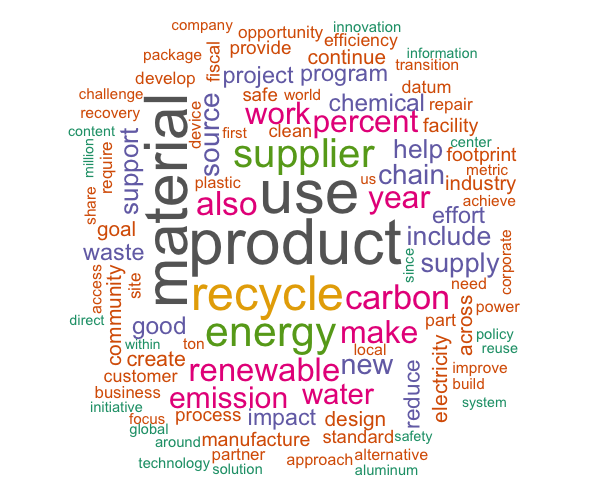 company
innovation
opportunity
efficiency
package
fiscal
provide
continue
information
transition
develop
project
program
datum
challenge
device
safe
world
chemical
repair
recovery
source
work
percent
facility
content
support
first
clean
center
million
require
supplier
help
footprint
material
plastic
us
chain
metric
industry
share
also
use
year
achieve
goal
effort
waste
product
include
corporate
access
community
site
since
supply
recycle
carbon
need
across
power
direct
good
energy
make
part
policy
within
ton
local
reuse
create
renewable
new
reduce
electricity
improve
customer
build
business
emission
water
initiative
focus
process
impact
design
system
global
around
manufacture
standard
safety
partner
alternative
technology
solution
approach
aluminum